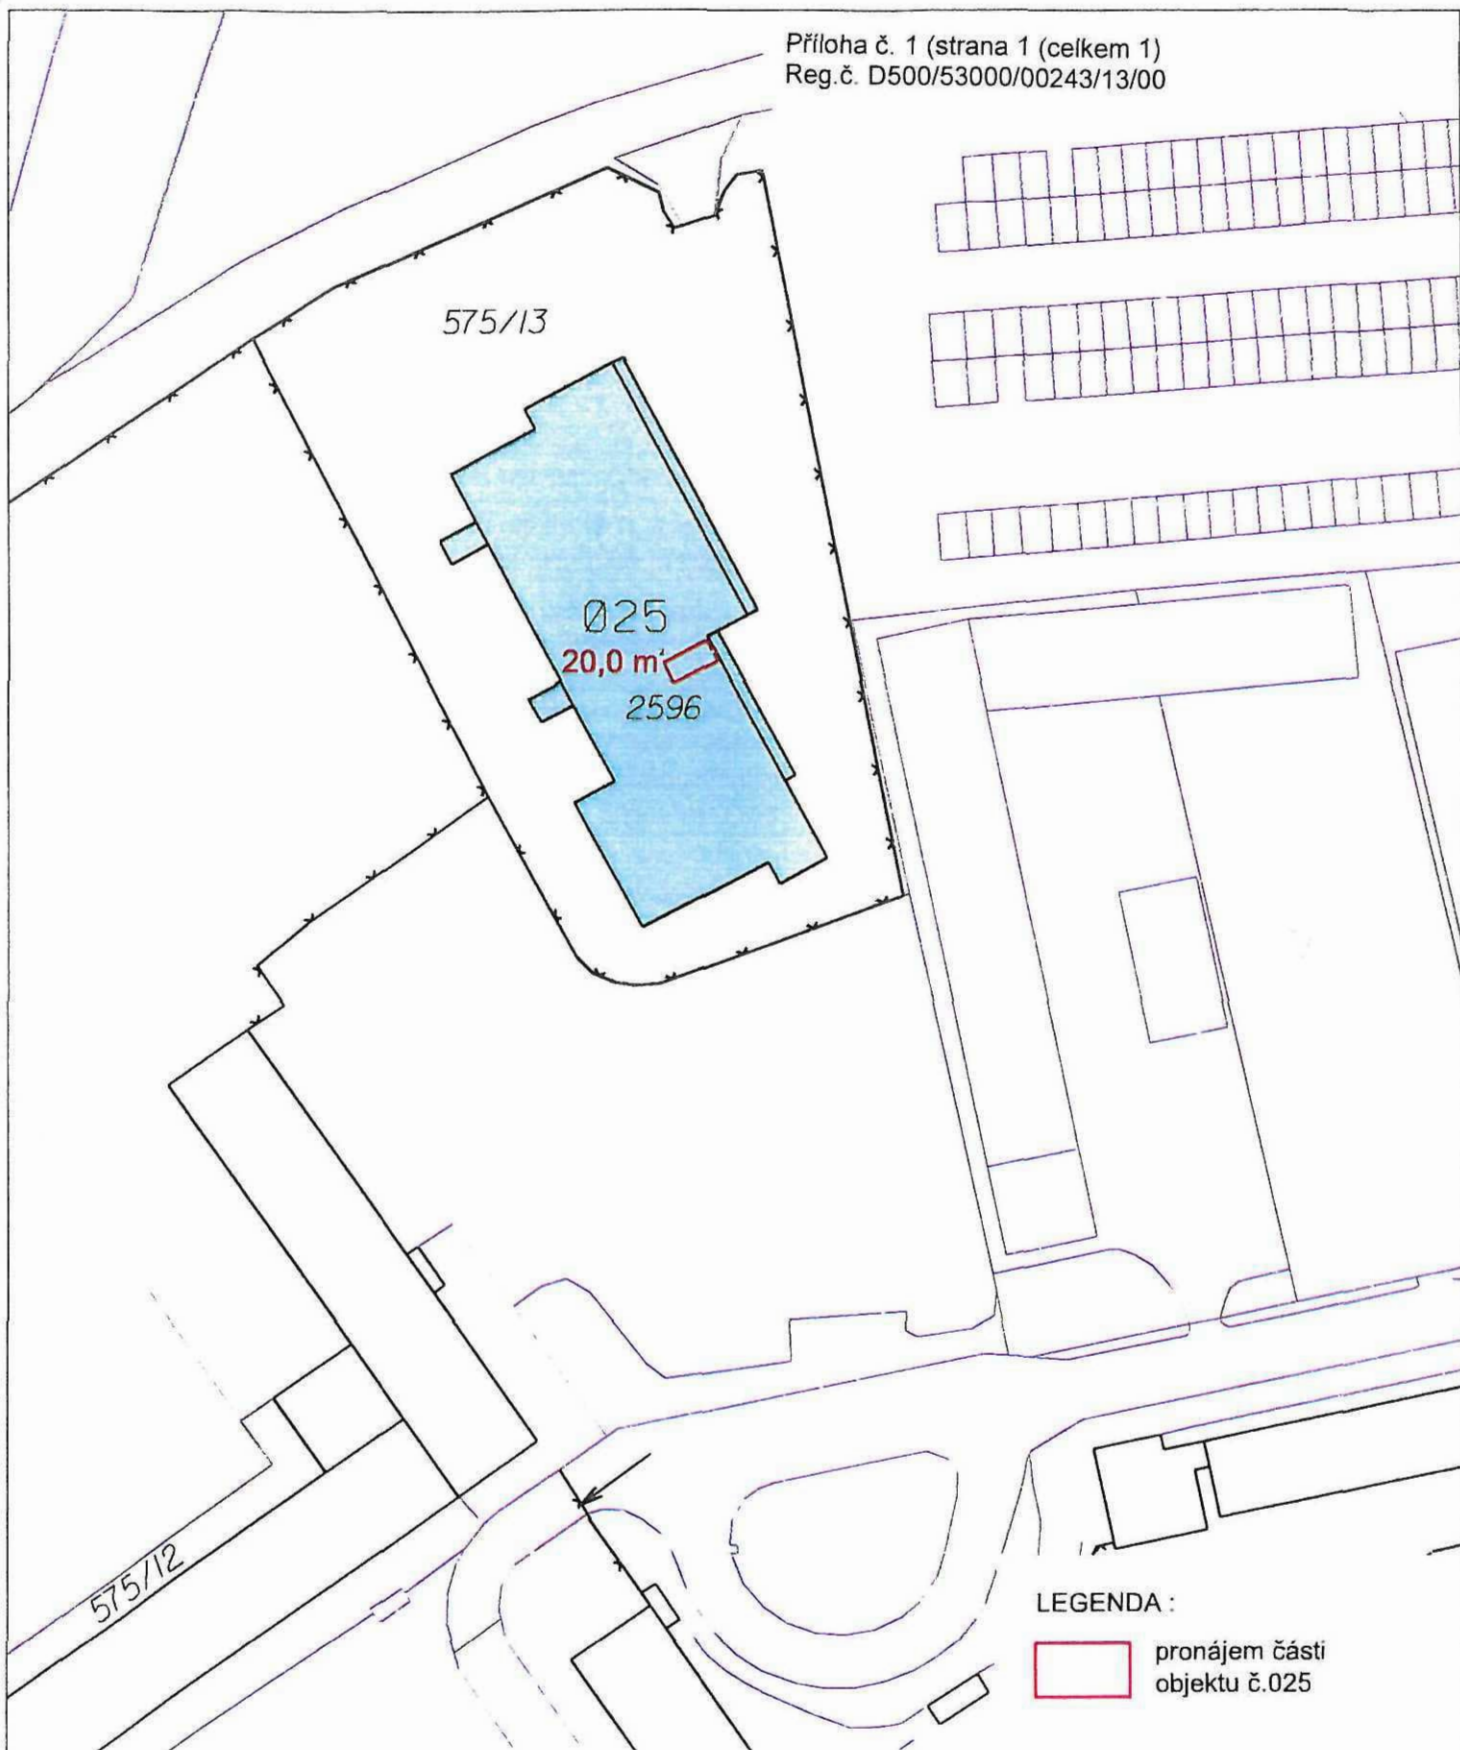 Příloha č. 1 (strana 1 (celkem 1)
Reg.č. D500/53000/00243/13/00
575/13
Ø25
20,0 m²
2596
575/12
LEGENDA :
pronájem části
objektu č.025